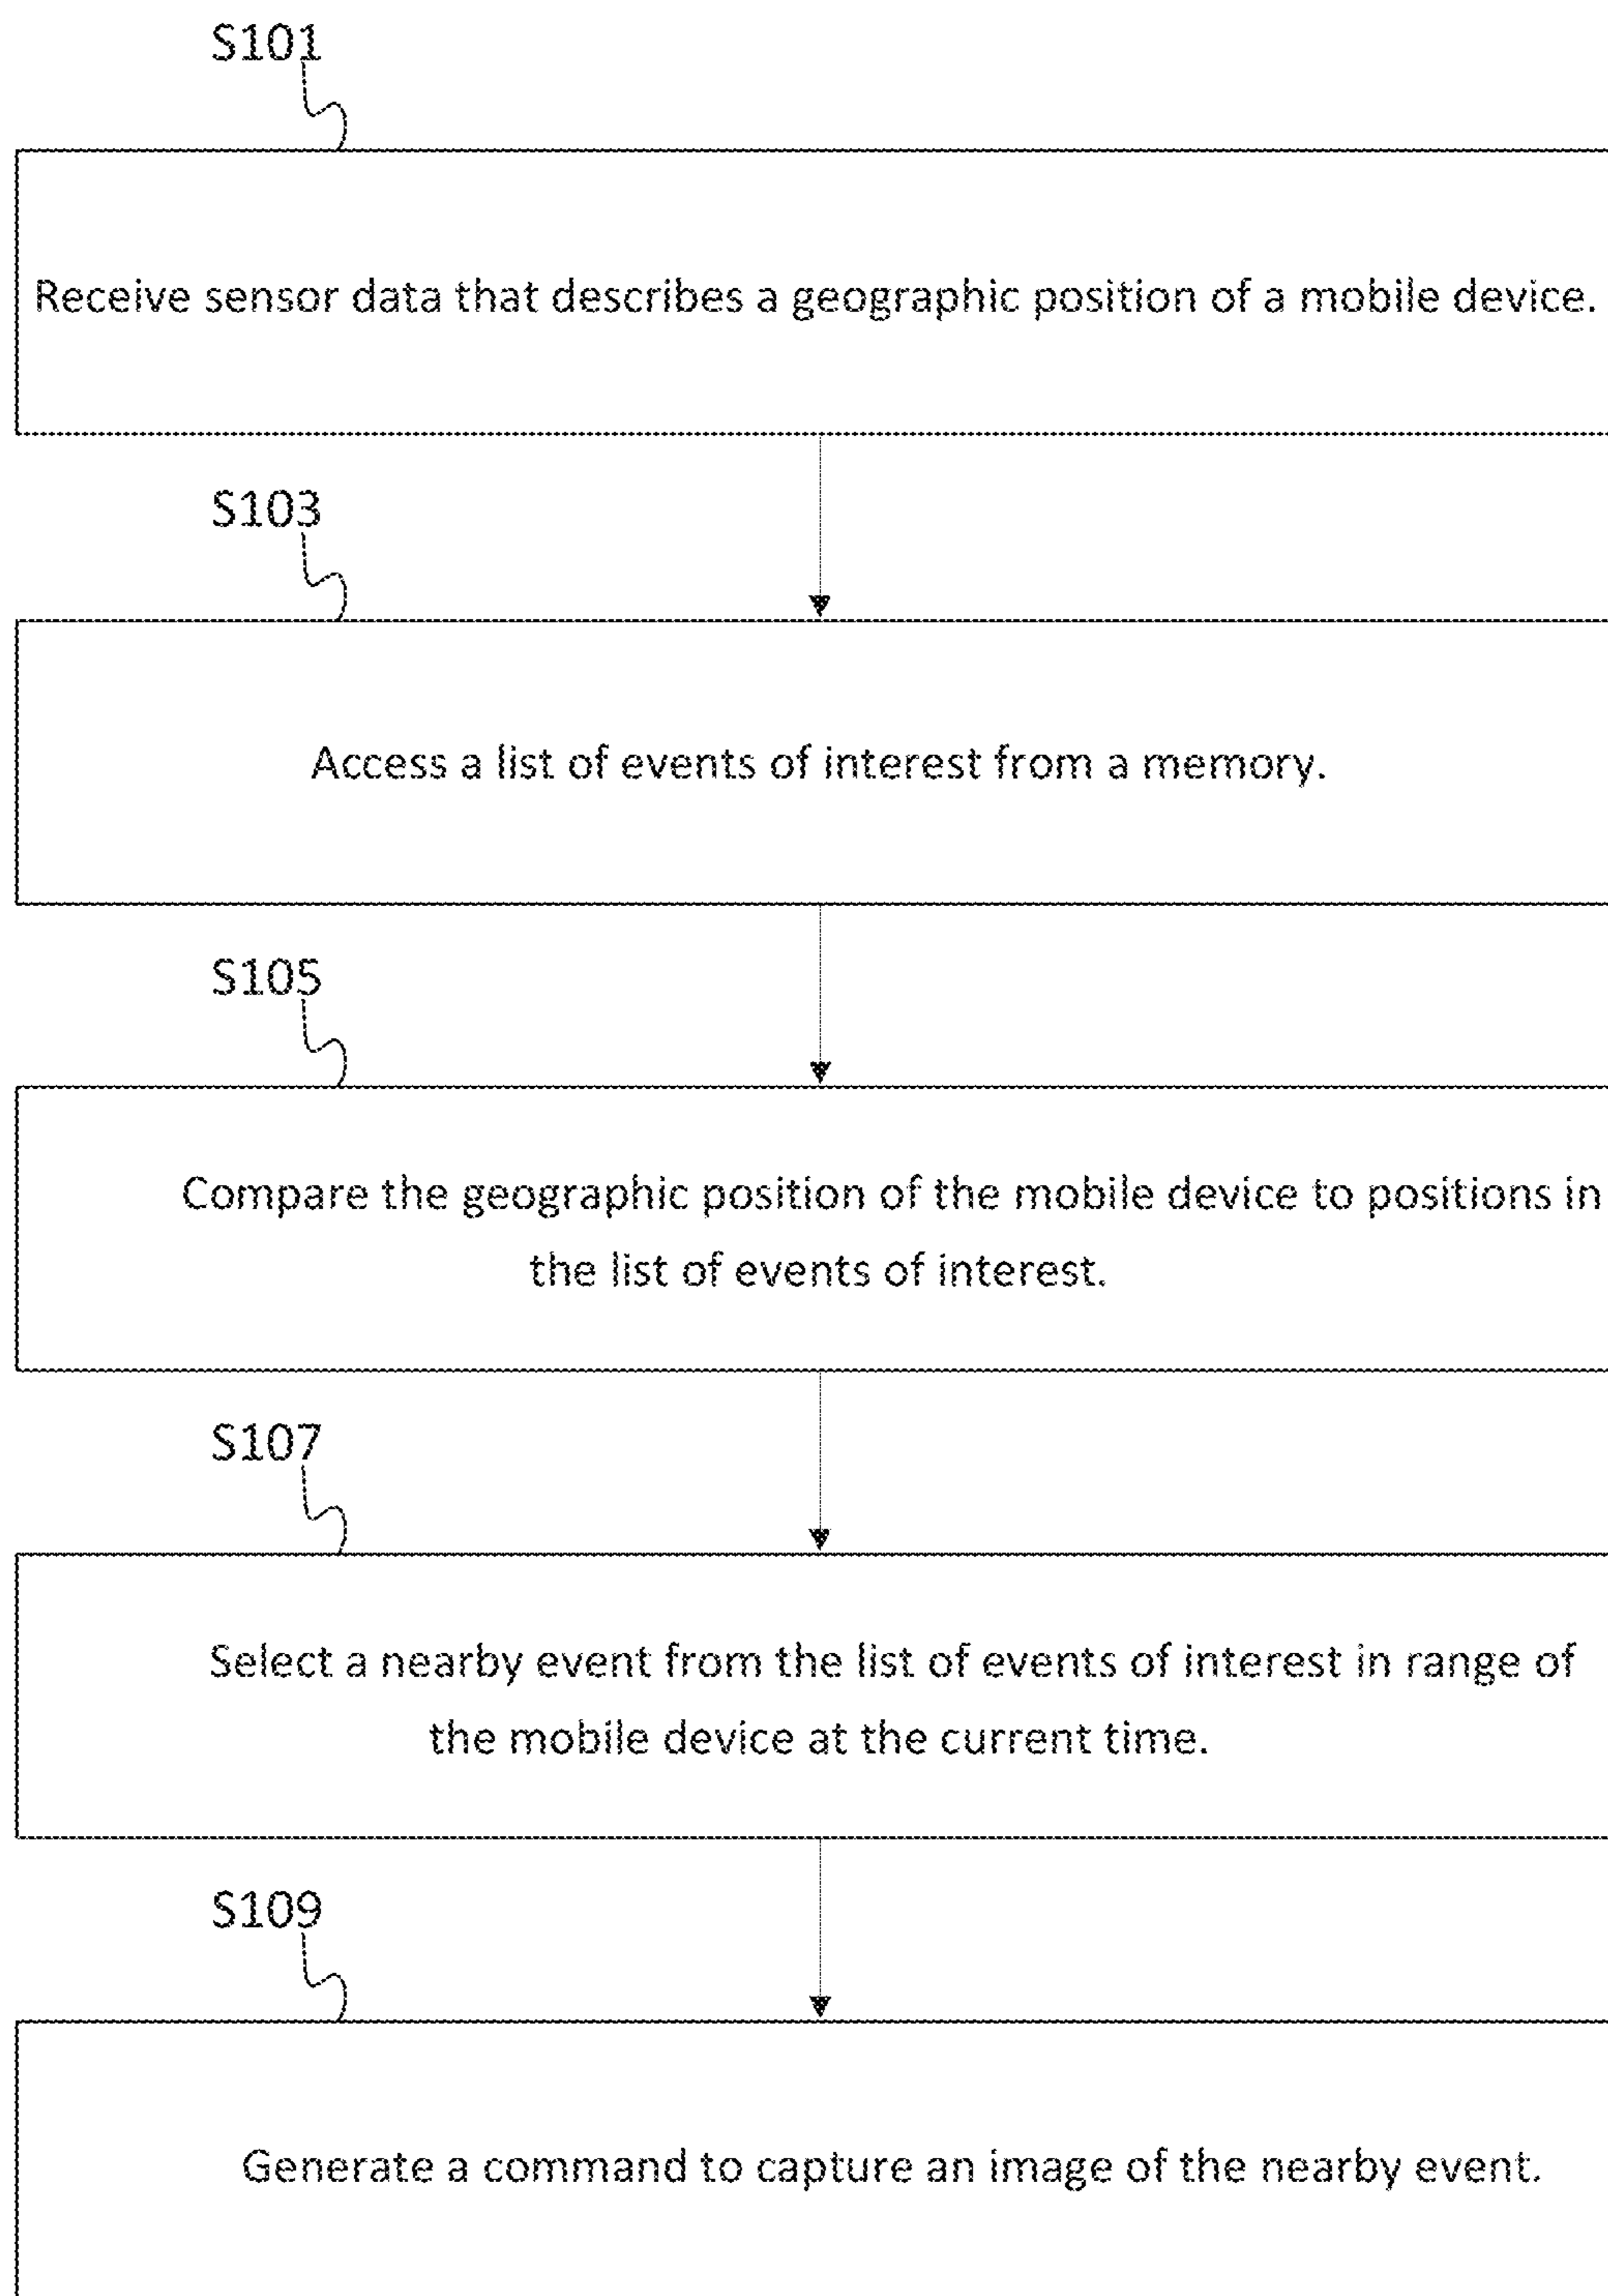 S101
Receive sensor data that describes a geographic position of a mobile device.
S103
Access a list of events of interest from a memory.
S105
Compare the geographic position of the mobile device to positions in
the list of events of interest.
S107
Select a nearby event from the list of events of interest in range of
the mobile device at the current time.
S109
Generate a command to capture an image of the nearby event.